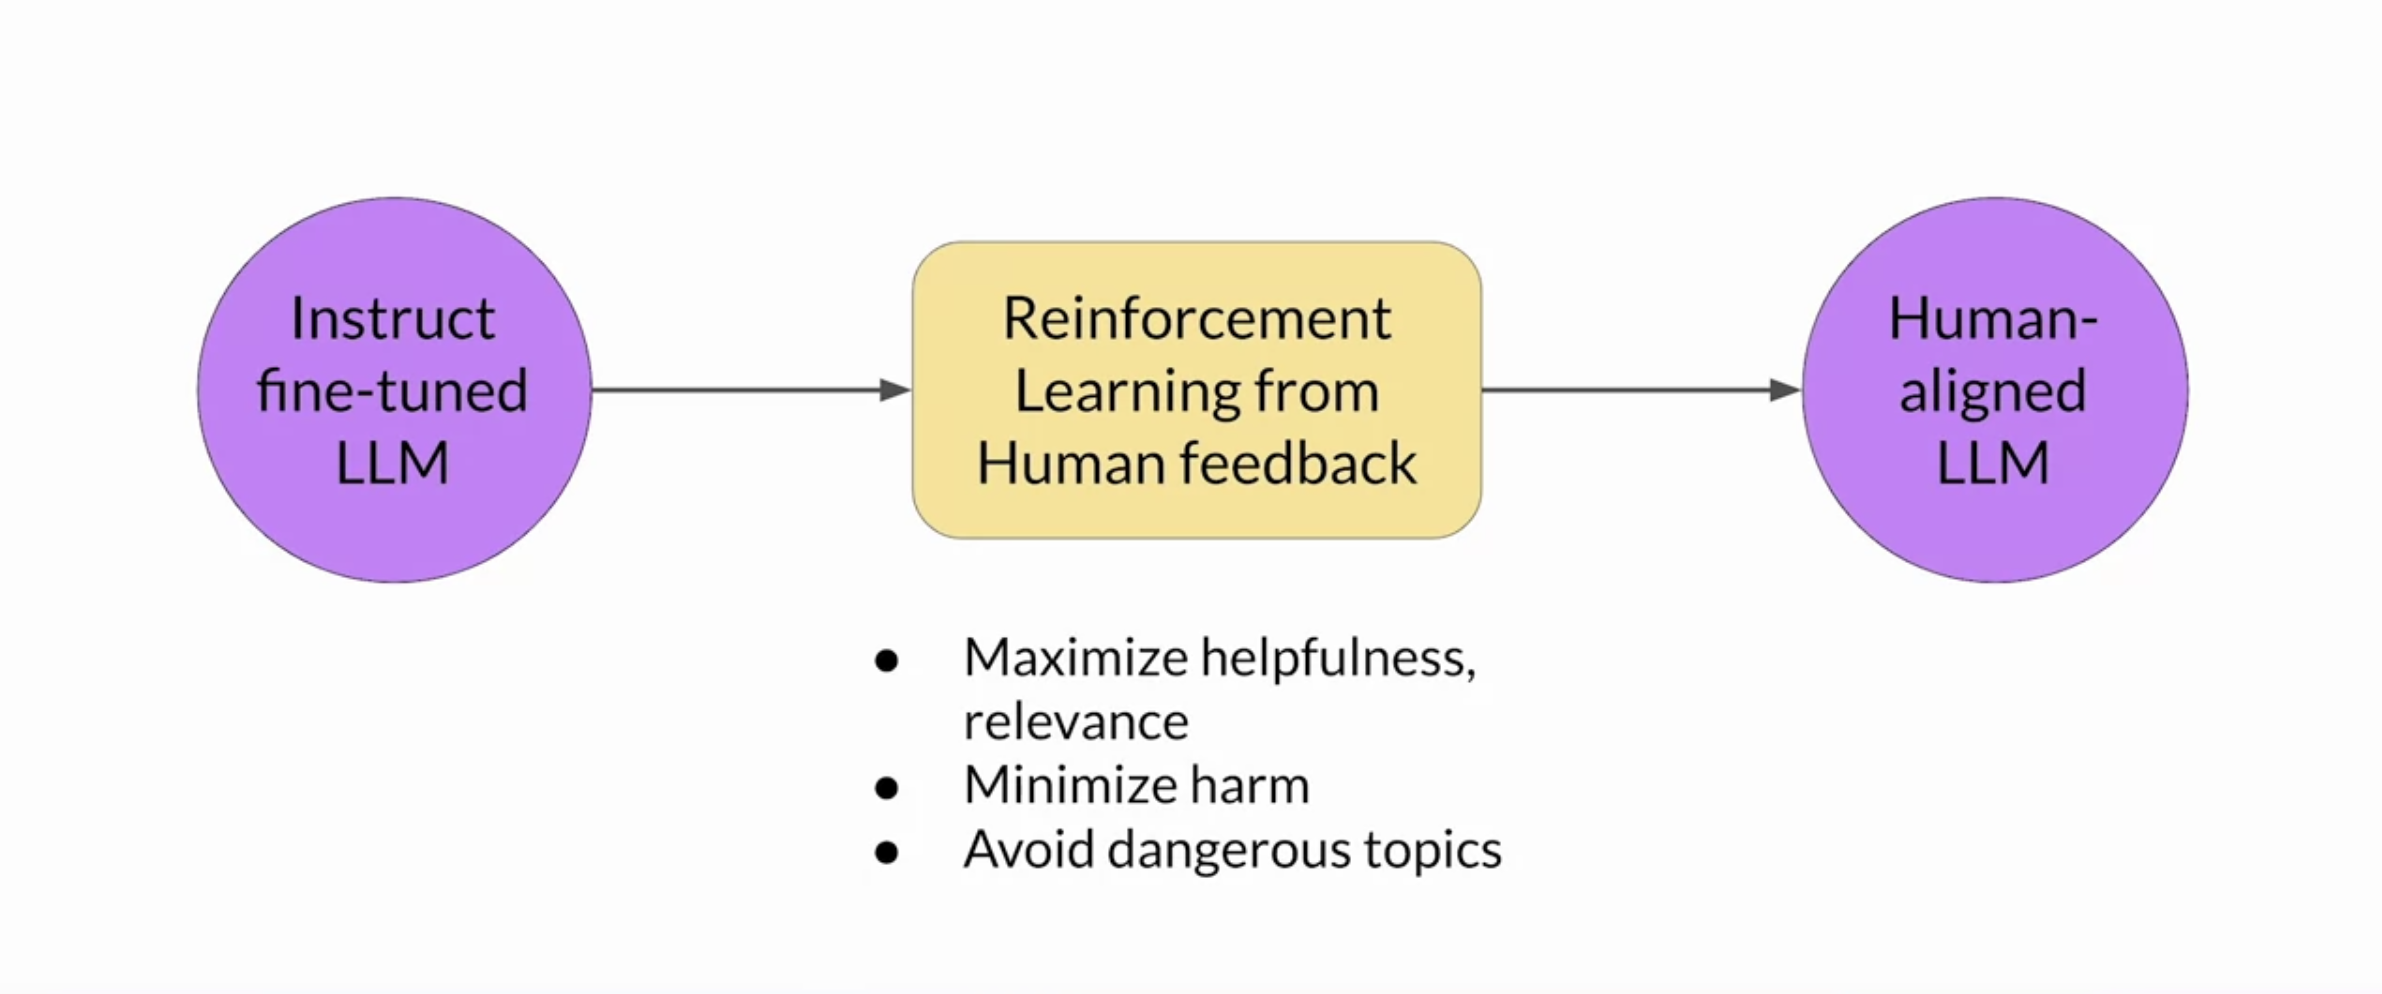 Instruct
fine-tuned
LLM
Reinforcement
Learning from
Human feedback
Human-
aligned
LLM
● Maximize helpfulness,
relevance
● Minimize harm
● Avoid dangerous topics